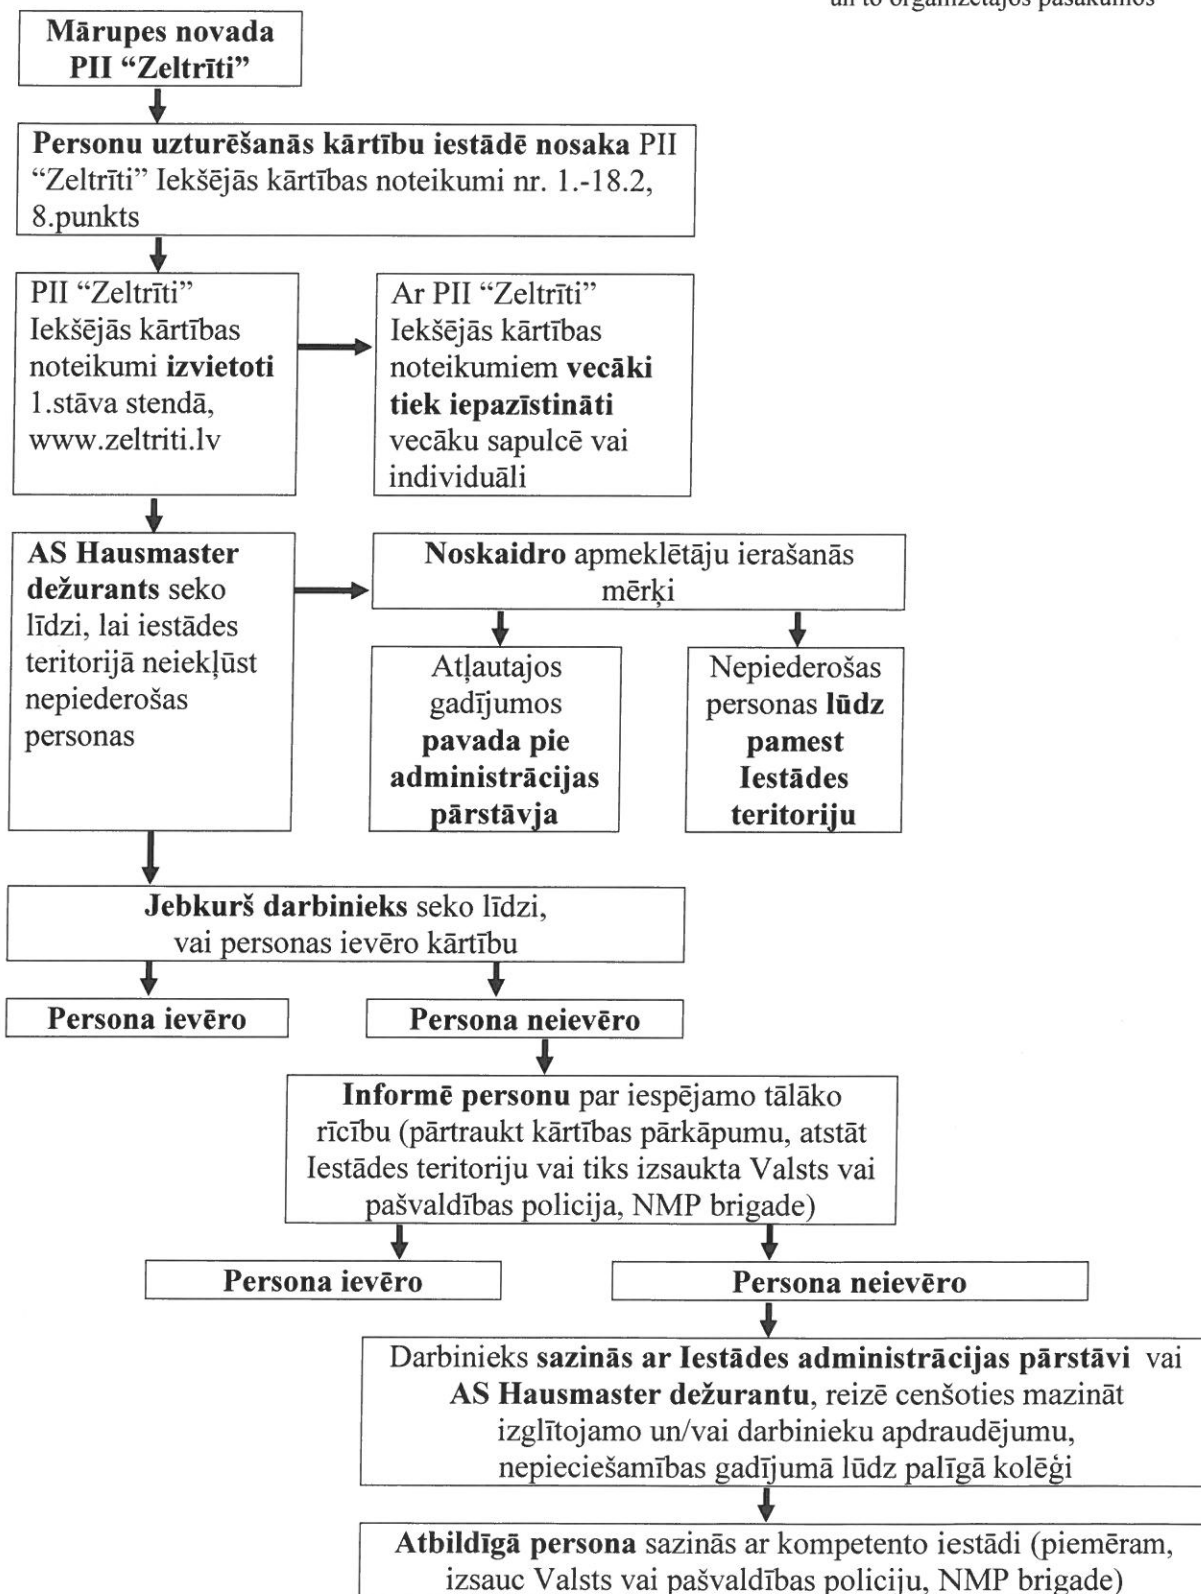 un to organizētajos pasākumos
Mārupes novada
PII “Zeltrīti”
Personu uzturēšanās kārtību iestādē nosaka PII
“Zeltrīti” Iekšējās kārtības noteikumi nr. 1.-18.2,
8.punkts
PII “Zeltrīti”
Iekšējās kārtības
noteikumi izvietoti
1.stāva stendā,
www.zeltriti.lv
Ar PII “Zeltrīti”
Iekšējās kārtības
noteikumiem vecāki
tiek iepazīstināti
vecāku sapulcē vai
individuāli
AS Hausmaster
dežurants seko
līdzi, lai iestādes
teritorijā neiekļūst
nepiederošas
personas
Noskaidro apmeklētāju ierašanās
mērķi
Atļautajos
gadījumos
pavada pie
administrācijas
pārstāvja
Nepiederošas
personas lūdz
pamest
Iestādes
teritoriju
Jebkurš darbinieks seko līdzi,
vai personas ievēro kārtību
Persona ievēro
Persona neievēro
Informē personu par iespējamo tālāko
rīcību (pārtraukt kārtības pārkāpumu, atstāt
Iestādes teritoriju vai tiks izsaukta Valsts vai
pašvaldības policija, NMP brigade)
Persona ievēro
Persona neievēro
Darbinieks sazinās ar Iestādes administrācijas pārstāvi vai
AS Hausmaster dežurantu, reizē cenšoties mazināt
izglītojamo un/vai darbinieku apdraudējumu,
nepieciešamības gadījumā lūdz palīgā kolēģi
Atbildīgā persona sazinās ar kompetento iestādi (piemēram,
izsauc Valsts vai pašvaldības policiju, NMP brigade)